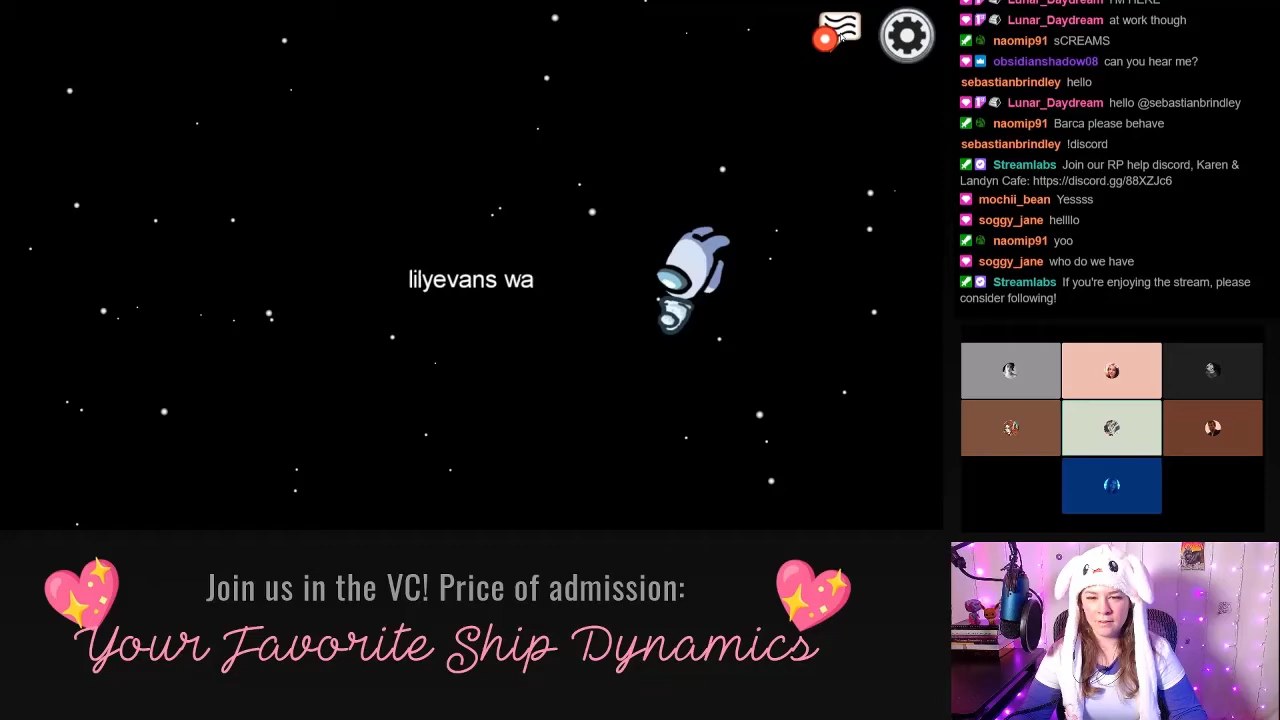 Lunar_Daydream I'M HERE
Lunar_Daydream at work though
naomip91 sCREAMS
obsidianshadow08 can you hear me?
sebastianbrindley hello
Lunar_Daydream hello @sebastianbrindley
naomip91 Barca please behave
sebastianbrindley !discord
Streamlabs Join our RP help discord, Karen &
Landyn Cafe: https://discord.gg/88XZJc6
mochii_bean Yessss
soggy_jane hellllo
naomip91 yoo
soggy_jane who do we have
Streamlabs If you're enjoying the stream, please
consider following!
lilyevans wa
Join us in the VC! Price of admission:
Your Favorite Ship Dynamics